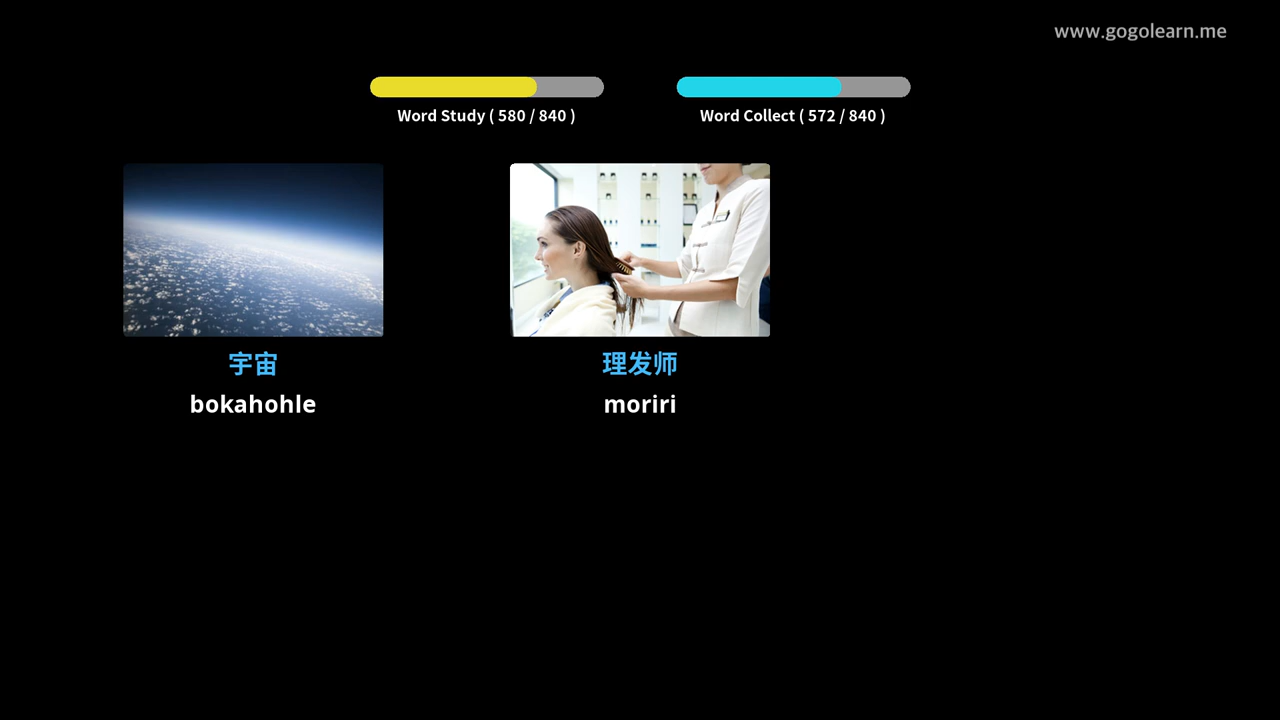 www.gogolearn.me
Word Study ( 580 / 840 )
Word Collect ( 572 / 840 )
宇宙
bokahohle
理发师
moriri